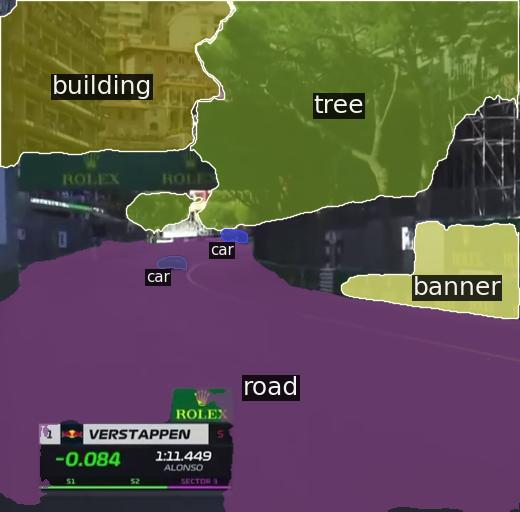 building
tree
ROLEX ROLEX
car
car
banner
road
ROLEX
1 VERSTAPPEN S
-0.084 1:11.449
ALONSO
S1 S2 SECTOR 3